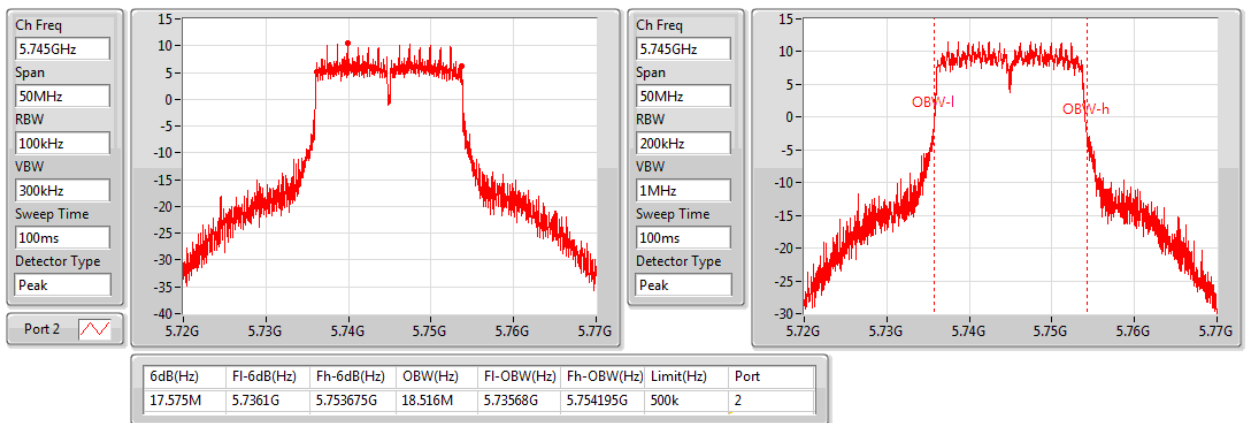 Ch Freq
5.745GHz
Span
50MHz
RBW
100kHz
VBW
300kHz
Sweep Time
100ms
Detector Type
Peak
Port 2
15
10
5
0
-5
-10
-15
-20
-25
-30
-35
-40
5.72G 5.73G 5.74G 5.75G 5.76G 5.77G
Ch Freq
5.745GHz
Span
50MHz
RBW
200kHz
VBW
1MHz
Sweep Time
100ms
Detector Type
Peak
15
10
5
0
-5
-10
-15
-20
-25
-30
OBW-l OBW-h
5.72G 5.73G 5.74G 5.75G 5.76G 5.77G
6dB(Hz) Fl-6dB(Hz) Fh-6dB(Hz) OBW(Hz) Fl-OBW(Hz) Fh-OBW(Hz) Limit(Hz) Port
17.575M 5.7361G 5.753675G 18.516M 5.73568G 5.754195G 500k 2